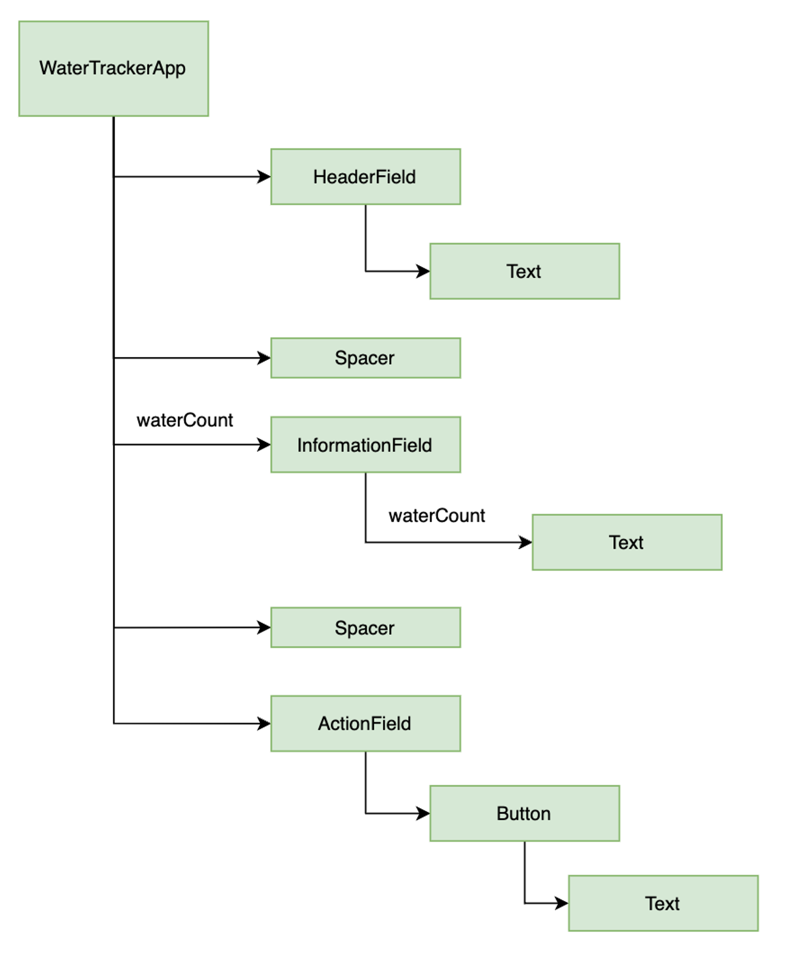 WaterTrackerApp
HeaderField
Text
Spacer
waterCount
InformationField
waterCount
Text
Spacer
ActionField
Button
Text